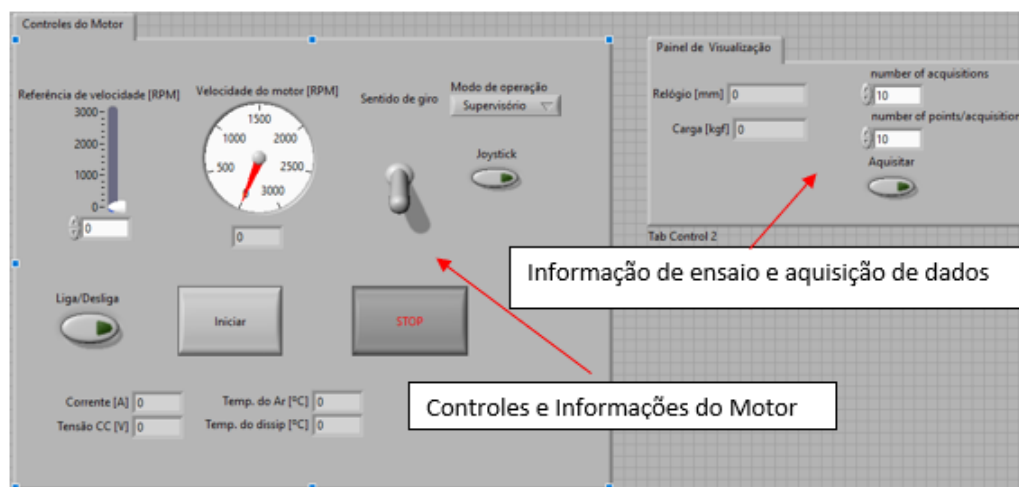 Controles do Motor
Referência de velocidade [RPM]
3000
2000
1000
0
0
Velocidade do motor [RPM]
1500
1000
2000
500
2500
0
3000
0
Sentido de giro
Modo de operação
Supervisório
Joystick
Liga/Desliga
Iniciar
STOP
Corrente [A] 0
Temp. do Ar [ºC] 0
Tensão CC [V] 0
Temp. do dissip [ºC] 0
Painel de Visualização
Relógio [mm] 0
Carga [kgf] 0
number of acquisitions
10
number of points/acquisition
10
Aquisitar
Tab Control 2
Informação de ensaio e aquisição de dados
Controles e Informações do Motor